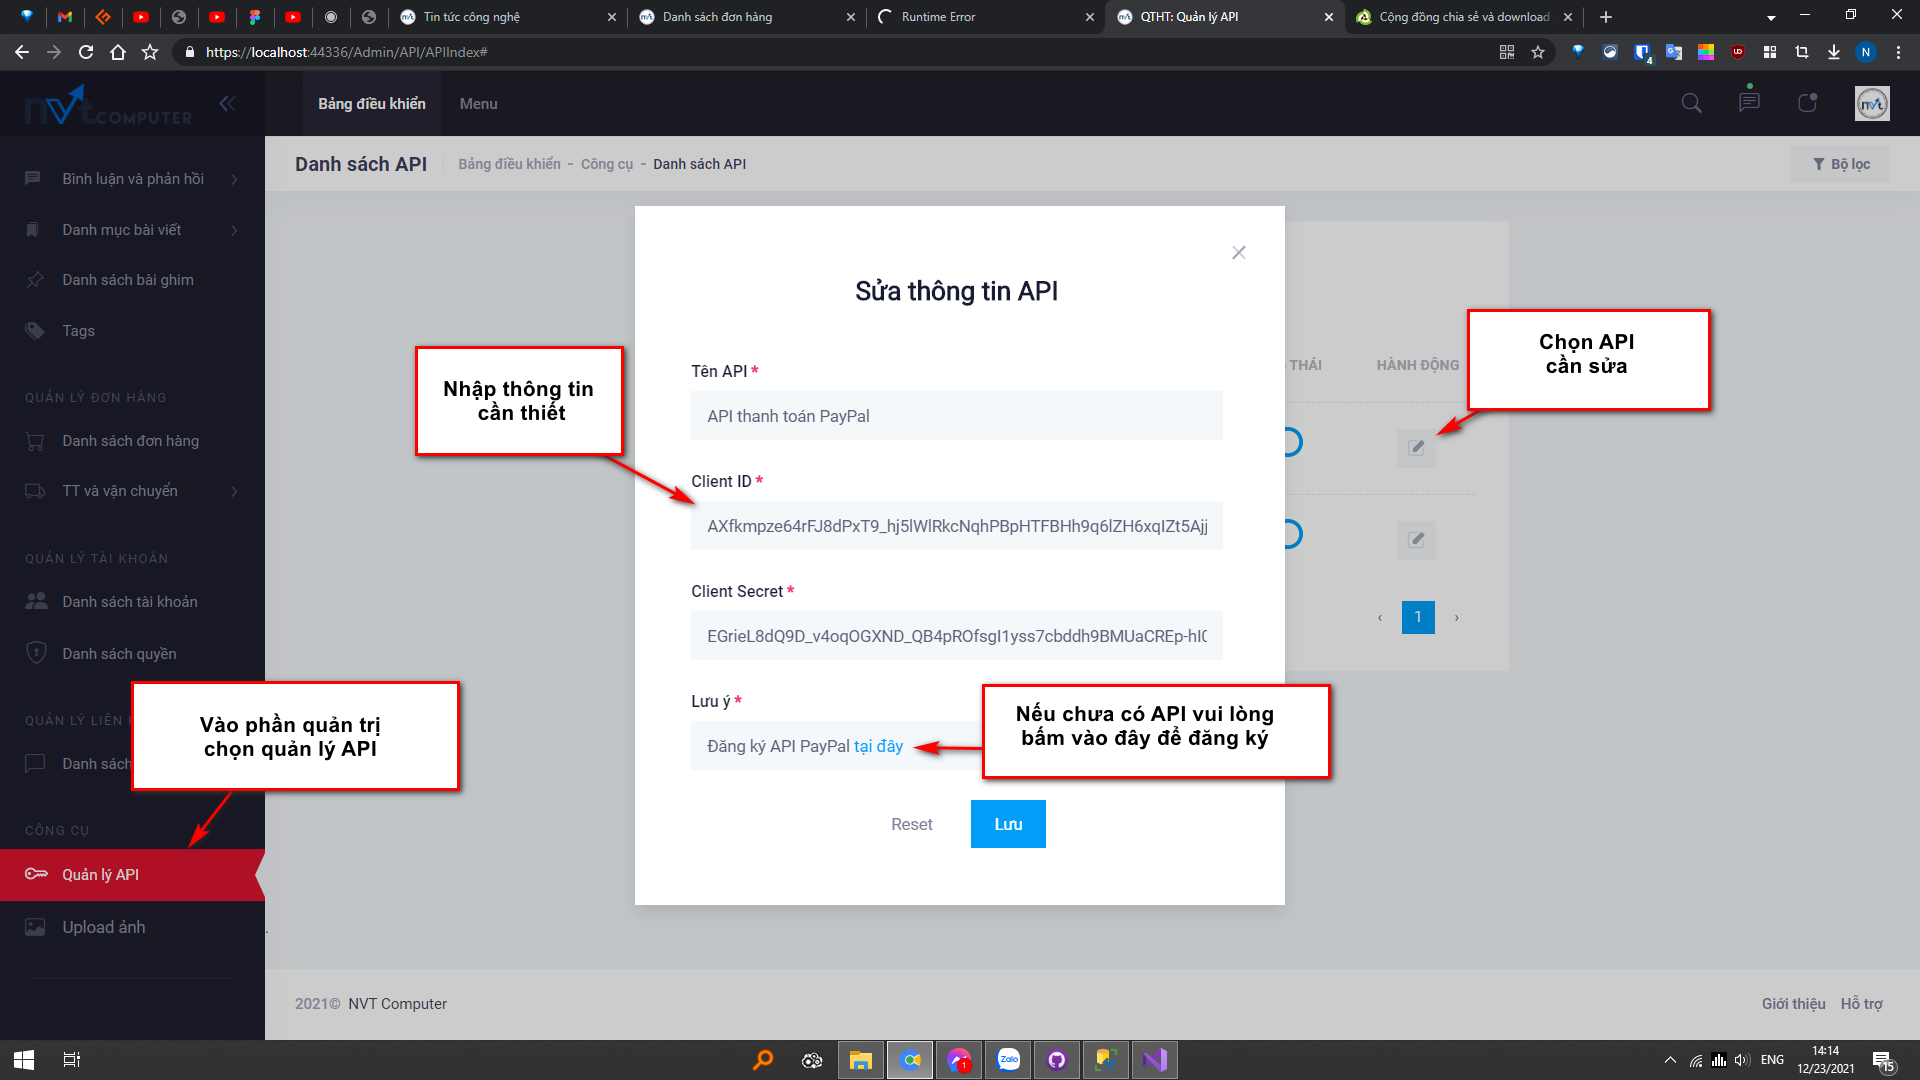 Tin tức công nghệ
Danh sách đơn hàng
Runtime Error
QTHT: Quản lý API
Cộng đồng chia sẻ và download
https://localhost:44336/Admin/API/APIIndex#
4
N
nvt COMPUTER
Bảng điều khiển
Menu
Danh sách API
Bảng điều khiển - Công cụ - Danh sách API
Bộ lọc
Bình luận và phản hồi
Danh mục bài viết
Danh sách bài ghim
Tags
QUẢN LÝ ĐƠN HÀNG
Danh sách đơn hàng
TT và vận chuyển
QUẢN LÝ TÀI KHOẢN
Danh sách tài khoản
Danh sách quyền
QUẢN LÝ LIÊN
Danh sách
CÔNG CỤ
Quản lý API
Upload ảnh
Sửa thông tin API
Tên API *
API thanh toán PayPal
Client ID *
AXfkmpze64rFJ8dPxT9_hj5lWlRkcNqhPBpHTFBHh9q6lZH6xqIZt5Ajj
Client Secret *
EGrieL8dQ9D_v4oqOGXND_QB4pROfsgI1yss7cbddh9BMUaCREp-hI0
Lưu ý *
Đăng ký API PayPal tại đây
Reset
Lưu
THÁI
HÀNH ĐỘNG
‹ 1 ›
Nhập thông tin
cần thiết
Chọn API
cần sửa
Vào phần quản trị
chọn quản lý API
Nếu chưa có API vui lòng
bấm vào đây để đăng ký
2021© NVT Computer
Giới thiệu
Hỗ trợ
1
Zalo
ENG
14:14
12/23/2021
15